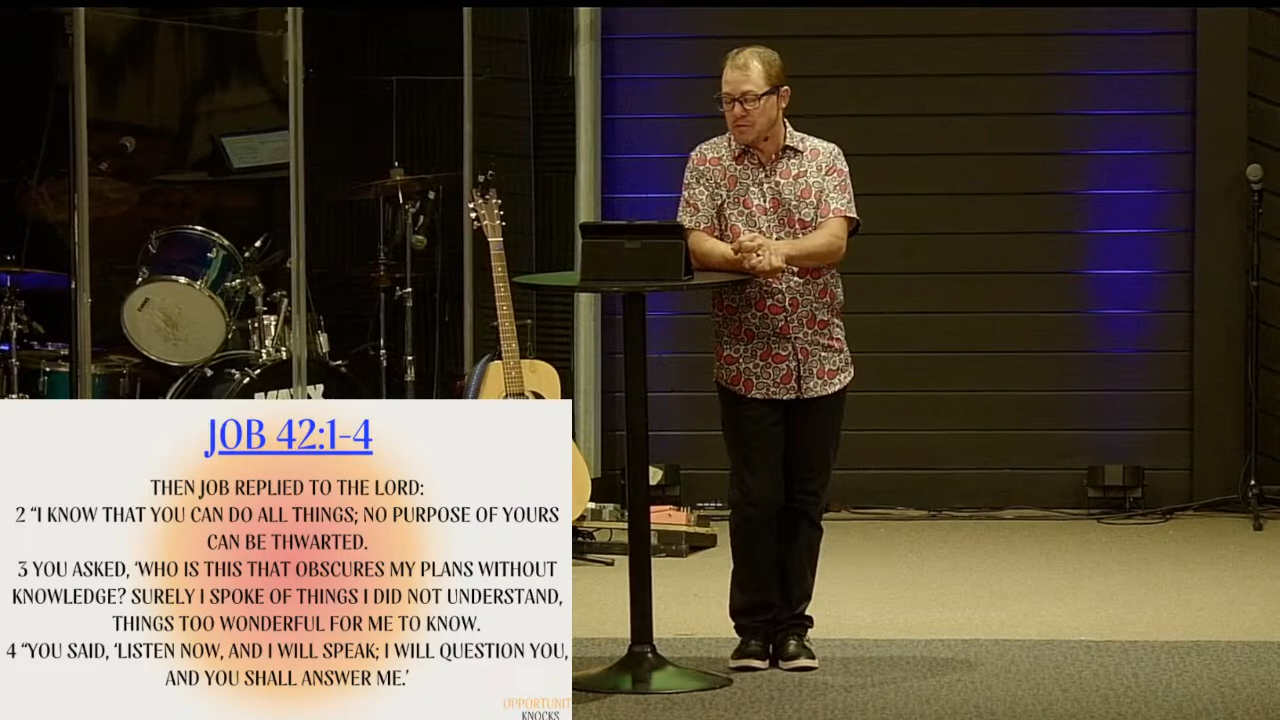 JOB 42:1-4
THEN JOB REPLIED TO THE LORD:
2 “I KNOW THAT YOU CAN DO ALL THINGS; NO PURPOSE OF YOURS
CAN BE THWARTED.
3 YOU ASKED, ‘WHO IS THIS THAT OBSCURES MY PLANS WITHOUT
KNOWLEDGE? SURELY I SPOKE OF THINGS I DID NOT UNDERSTAND,
THINGS TOO WONDERFUL FOR ME TO KNOW.
4 “YOU SAID, ‘LISTEN NOW, AND I WILL SPEAK; I WILL QUESTION YOU,
AND YOU SHALL ANSWER ME.’
OPPORTUNIT
KNOCKS